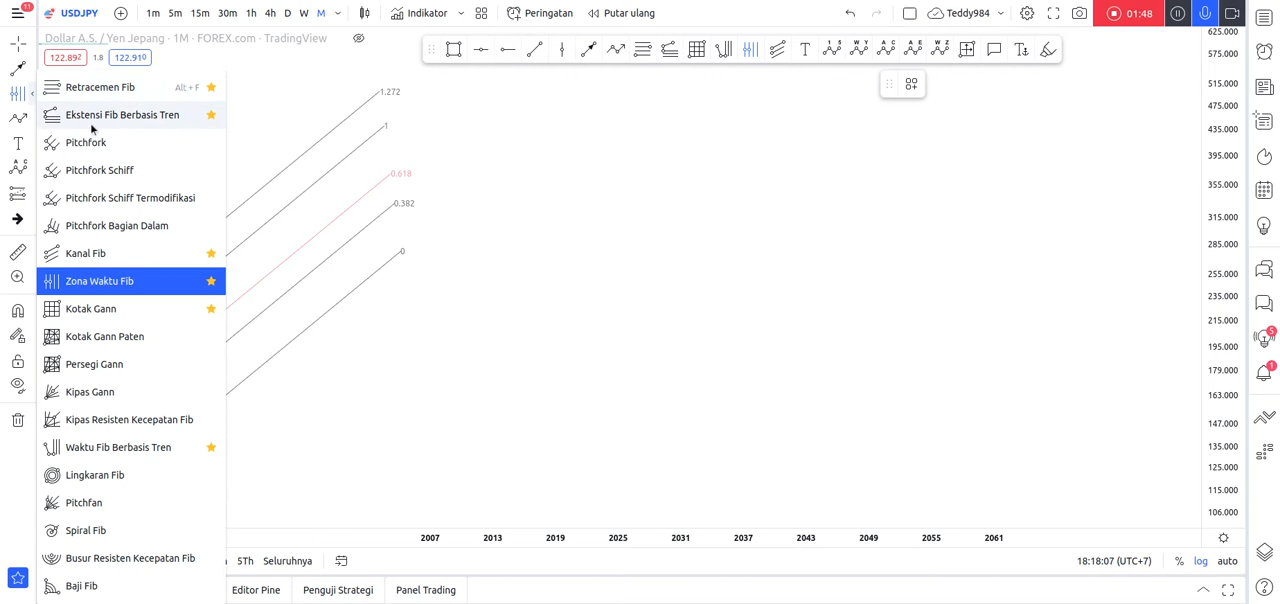 11
USDJPY
1m 5m 15m 30m 1h 4h D W M
Indikator
Peringatan
Putar ulang
Teddy984
01:48
Dollar A.S. / Yen Jepang · 1M · FOREX.com · TradingView
122.892 1.8 122.910
Retracemen Fib Alt + F
Ekstensi Fib Berbasis Tren
Pitchfork
Pitchfork Schiff
Pitchfork Schiff Termodifikasi
Pitchfork Bagian Dalam
Kanal Fib
Zona Waktu Fib
Kotak Gann
Kotak Gann Paten
Persegi Gann
Kipas Gann
Kipas Resisten Kecepatan Fib
Waktu Fib Berbasis Tren
Lingkaran Fib
Pitchfan
Spiral Fib
Busur Resisten Kecepatan Fib
Baji Fib
1.272
1
0.618
0.382
0
625.000
575.000
515.000
475.000
435.000
395.000
355.000
315.000
285.000
255.000
235.000
215.000
195.000
179.000
163.000
147.000
135.000
125.000
115.000
106.000
5
1
2007 2013 2019 2025 2031 2037 2043 2049 2055 2061
5Th Seluruhnya
18:18:07 (UTC+7) % log auto
Editor Pine Penguji Strategi Panel Trading